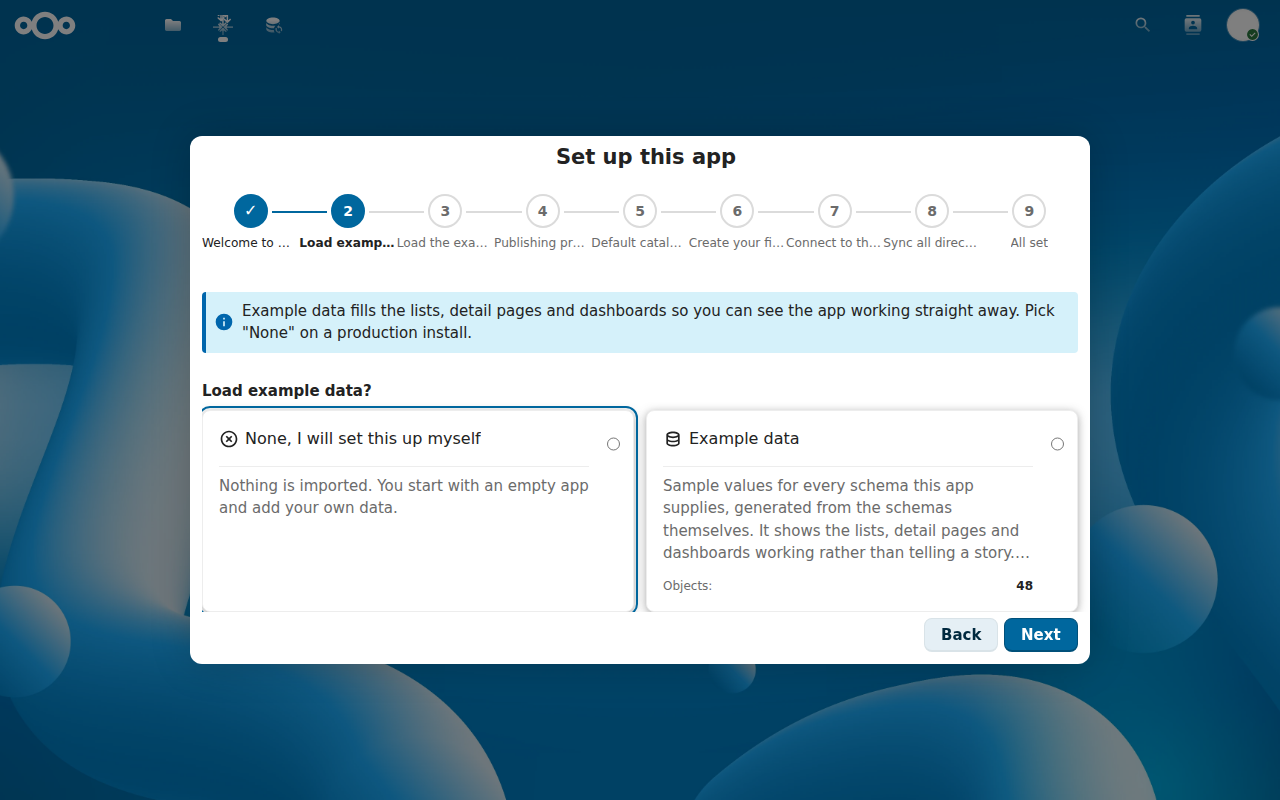 Set up this app
✓ 2 3 4 5 6 7 8 9
Welcome to … Load examp… Load the exa… Publishing pr… Default catal… Create your fi… Connect to th… Sync all direc… All set
Example data fills the lists, detail pages and dashboards so you can see the app working straight away. Pick
"None" on a production install.
Load example data?
None, I will set this up myself
Nothing is imported. You start with an empty app
and add your own data.
Example data
Sample values for every schema this app
supplies, generated from the schemas
themselves. It shows the lists, detail pages and
dashboards working rather than telling a story.…
Objects: 48
Back Next